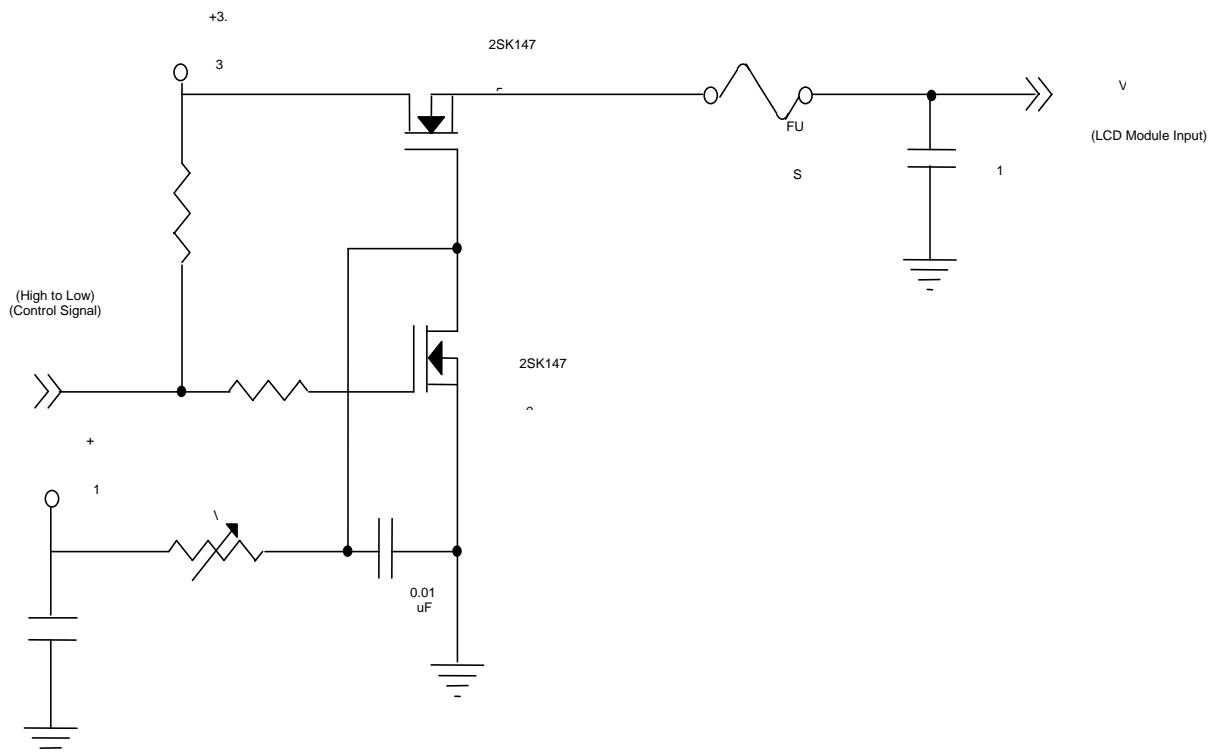 +3.
2SK147
3
V
FU
(LCD Module Input)
S
1
(High to Low)
(Control Signal)
2SK147
+
1
\
0.01
uF